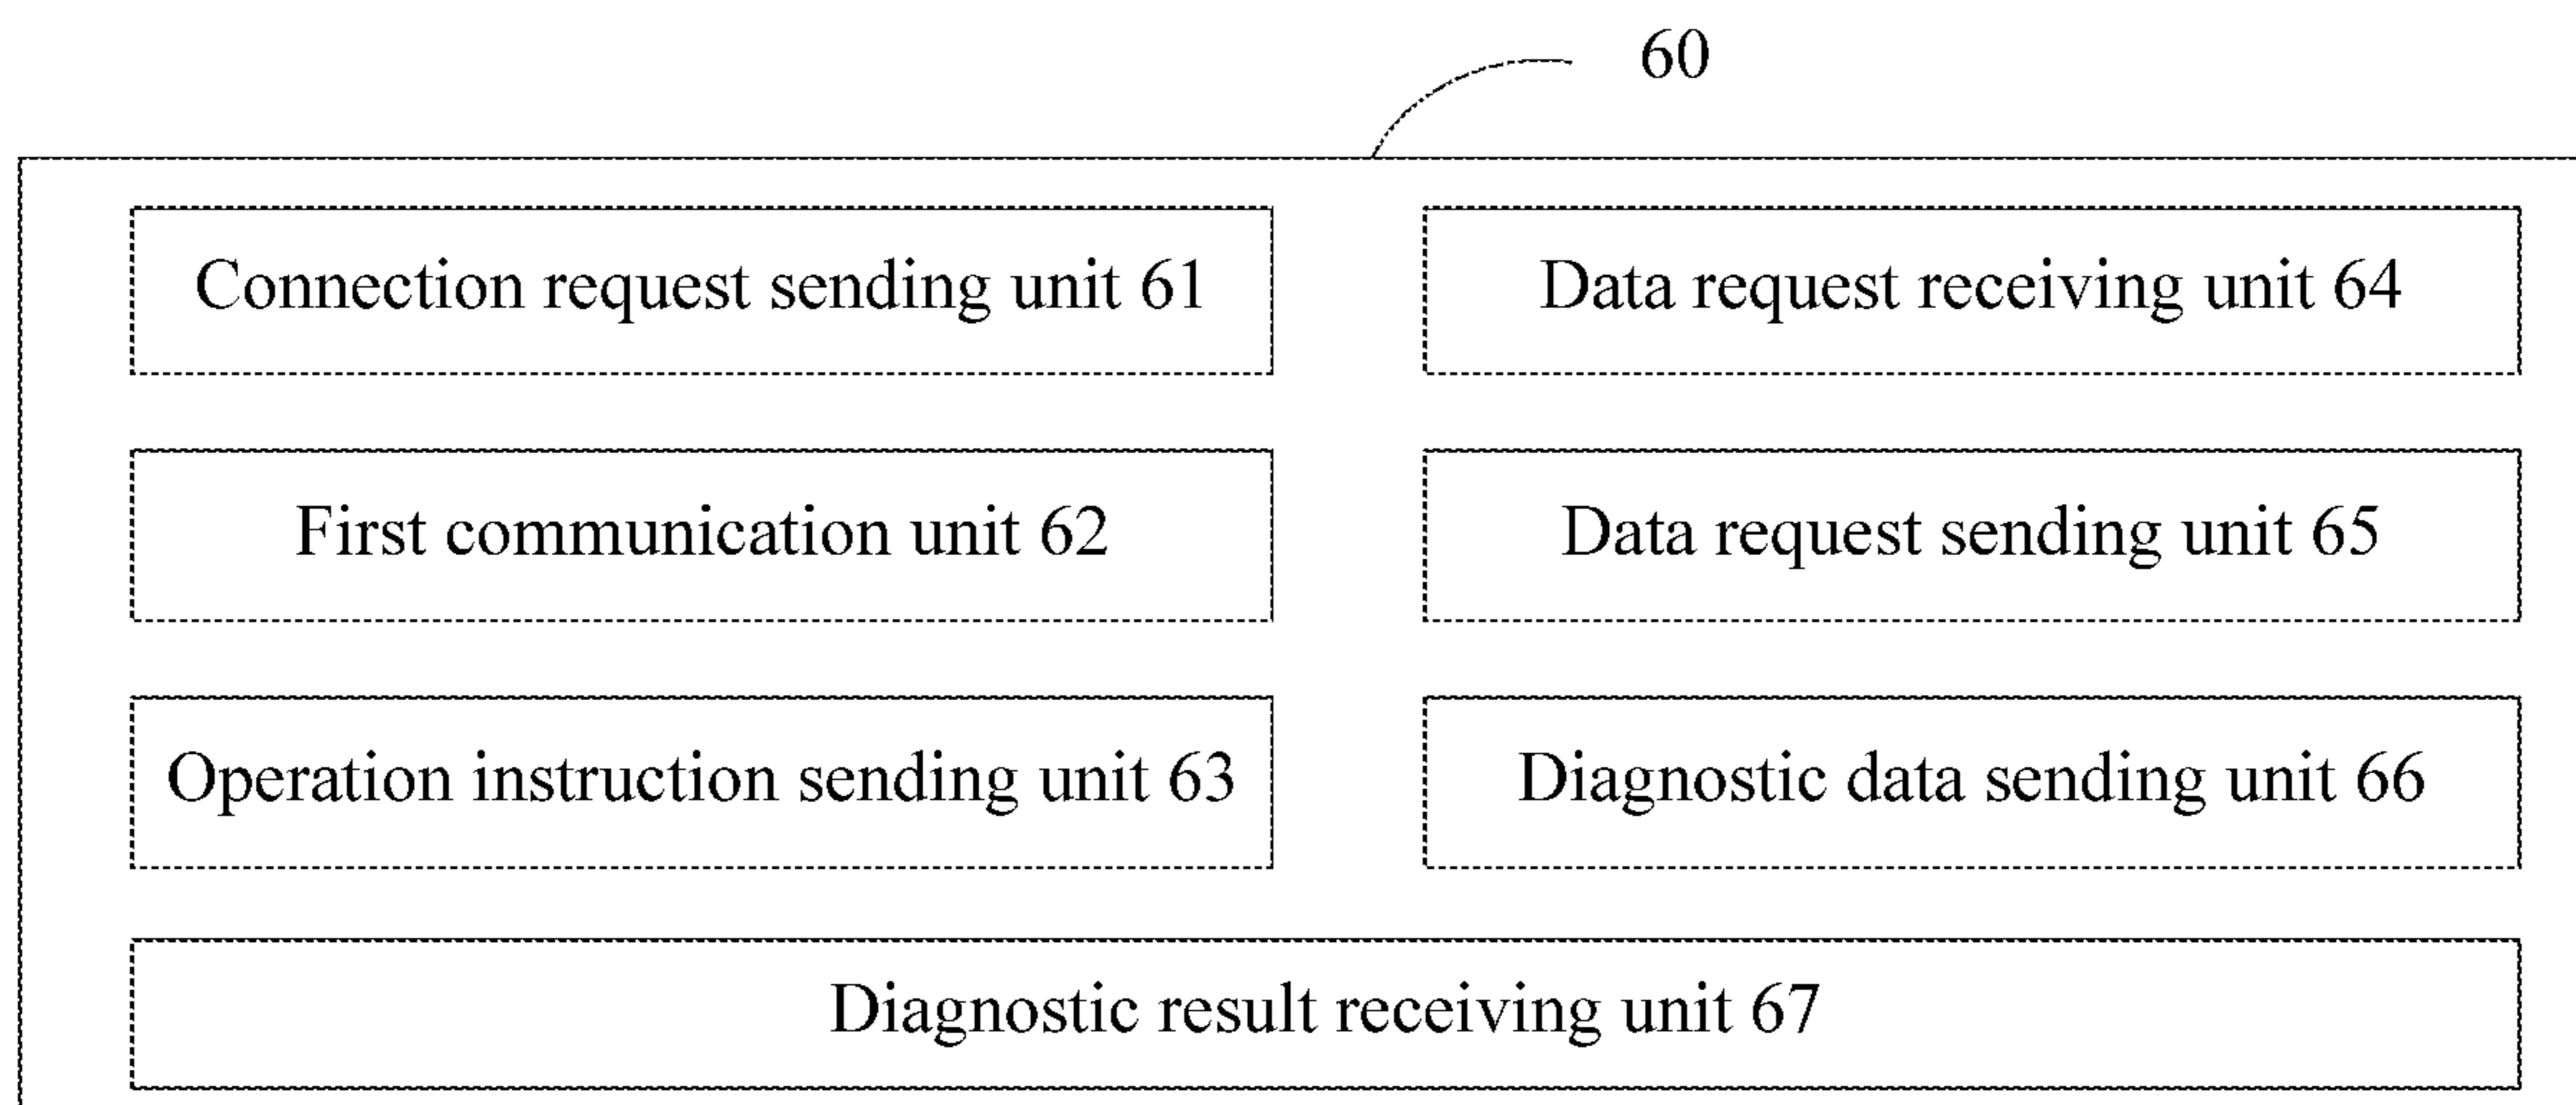 60
Connection request sending unit 61
Data request receiving unit 64
First communication unit 62
Data request sending unit 65
Operation instruction sending unit 63
Diagnostic data sending unit 66
Diagnostic result receiving unit 67